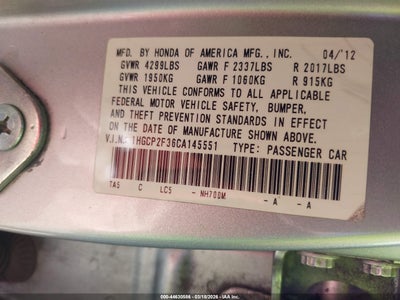 MFD. BY HONDA OF AMERICA MFG., INC. 04/'12
GVWR 4299LBS GAWR F 2337LBS R 2017LBS
GVWR 1950KG GAWR F 1060KG R 915KG
THIS VEHICLE CONFORMS TO ALL APPLICABLE
FEDERAL MOTOR VEHICLE SAFETY, BUMPER,
AND THEFT PREVENTION STANDARDS IN EFFECT
ON THE DATE OF MANUFACTURE SHOWN ABOVE.
V.I.N.: 1HGCP2F36CA145551 TYPE: PASSENGER CAR
TA5 C LC5 - NH700M -A -A
000-44630586 - 03/18/2026 - IAA Inc.